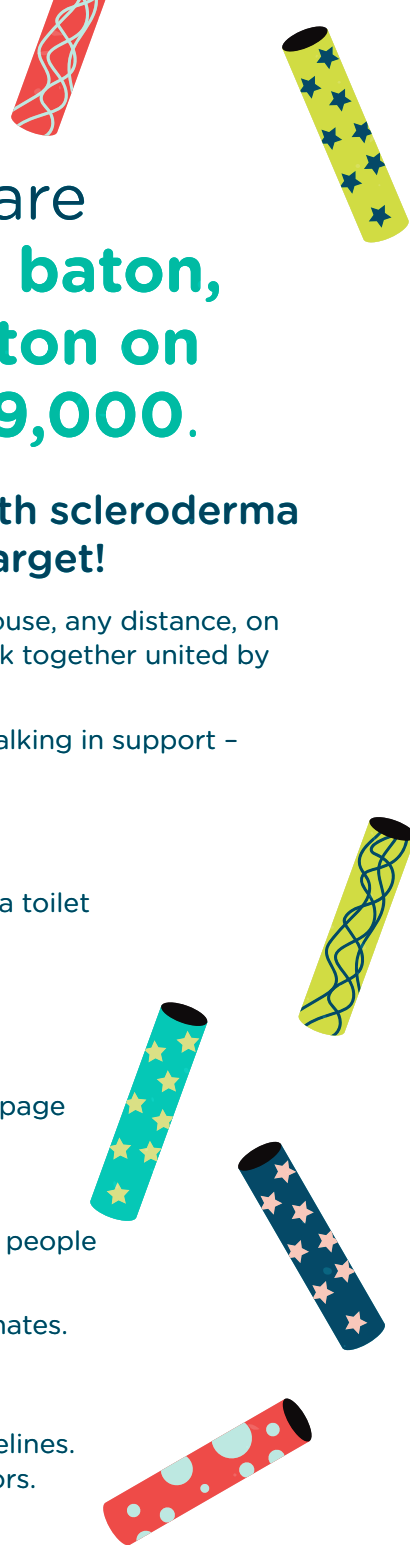 are
baton,
ton on
9,000.
th scleroderma
arget!
ouse, any distance, on
k together united by
alking in support –
a toilet
page
people
nates.
elines.
ors.